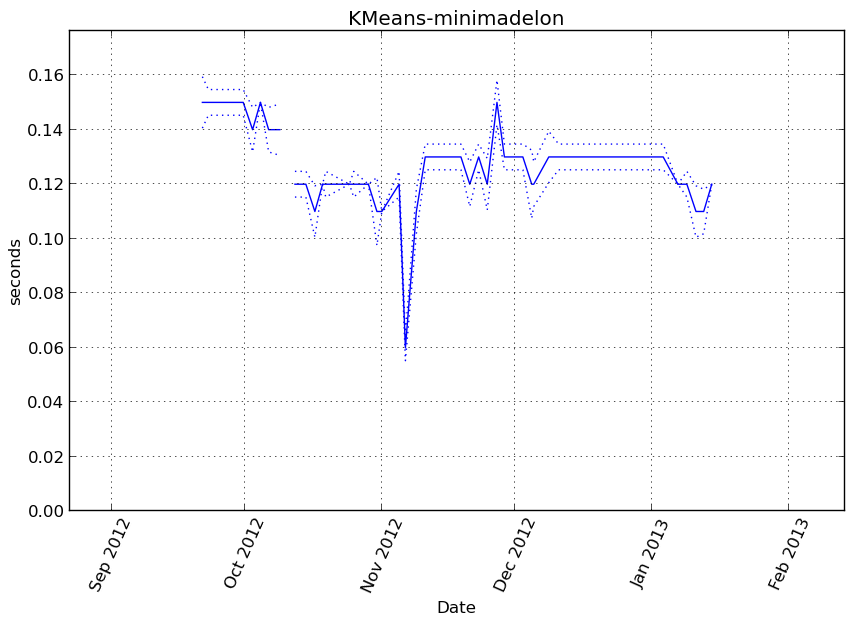 KMeans-minimadelon
0.16
0.14
0.12
0.10
0.08
0.06
0.04
0.02
0.00
seconds
Sep 2012
Oct 2012
Nov 2012
Dec 2012
Jan 2013
Feb 2013
Date